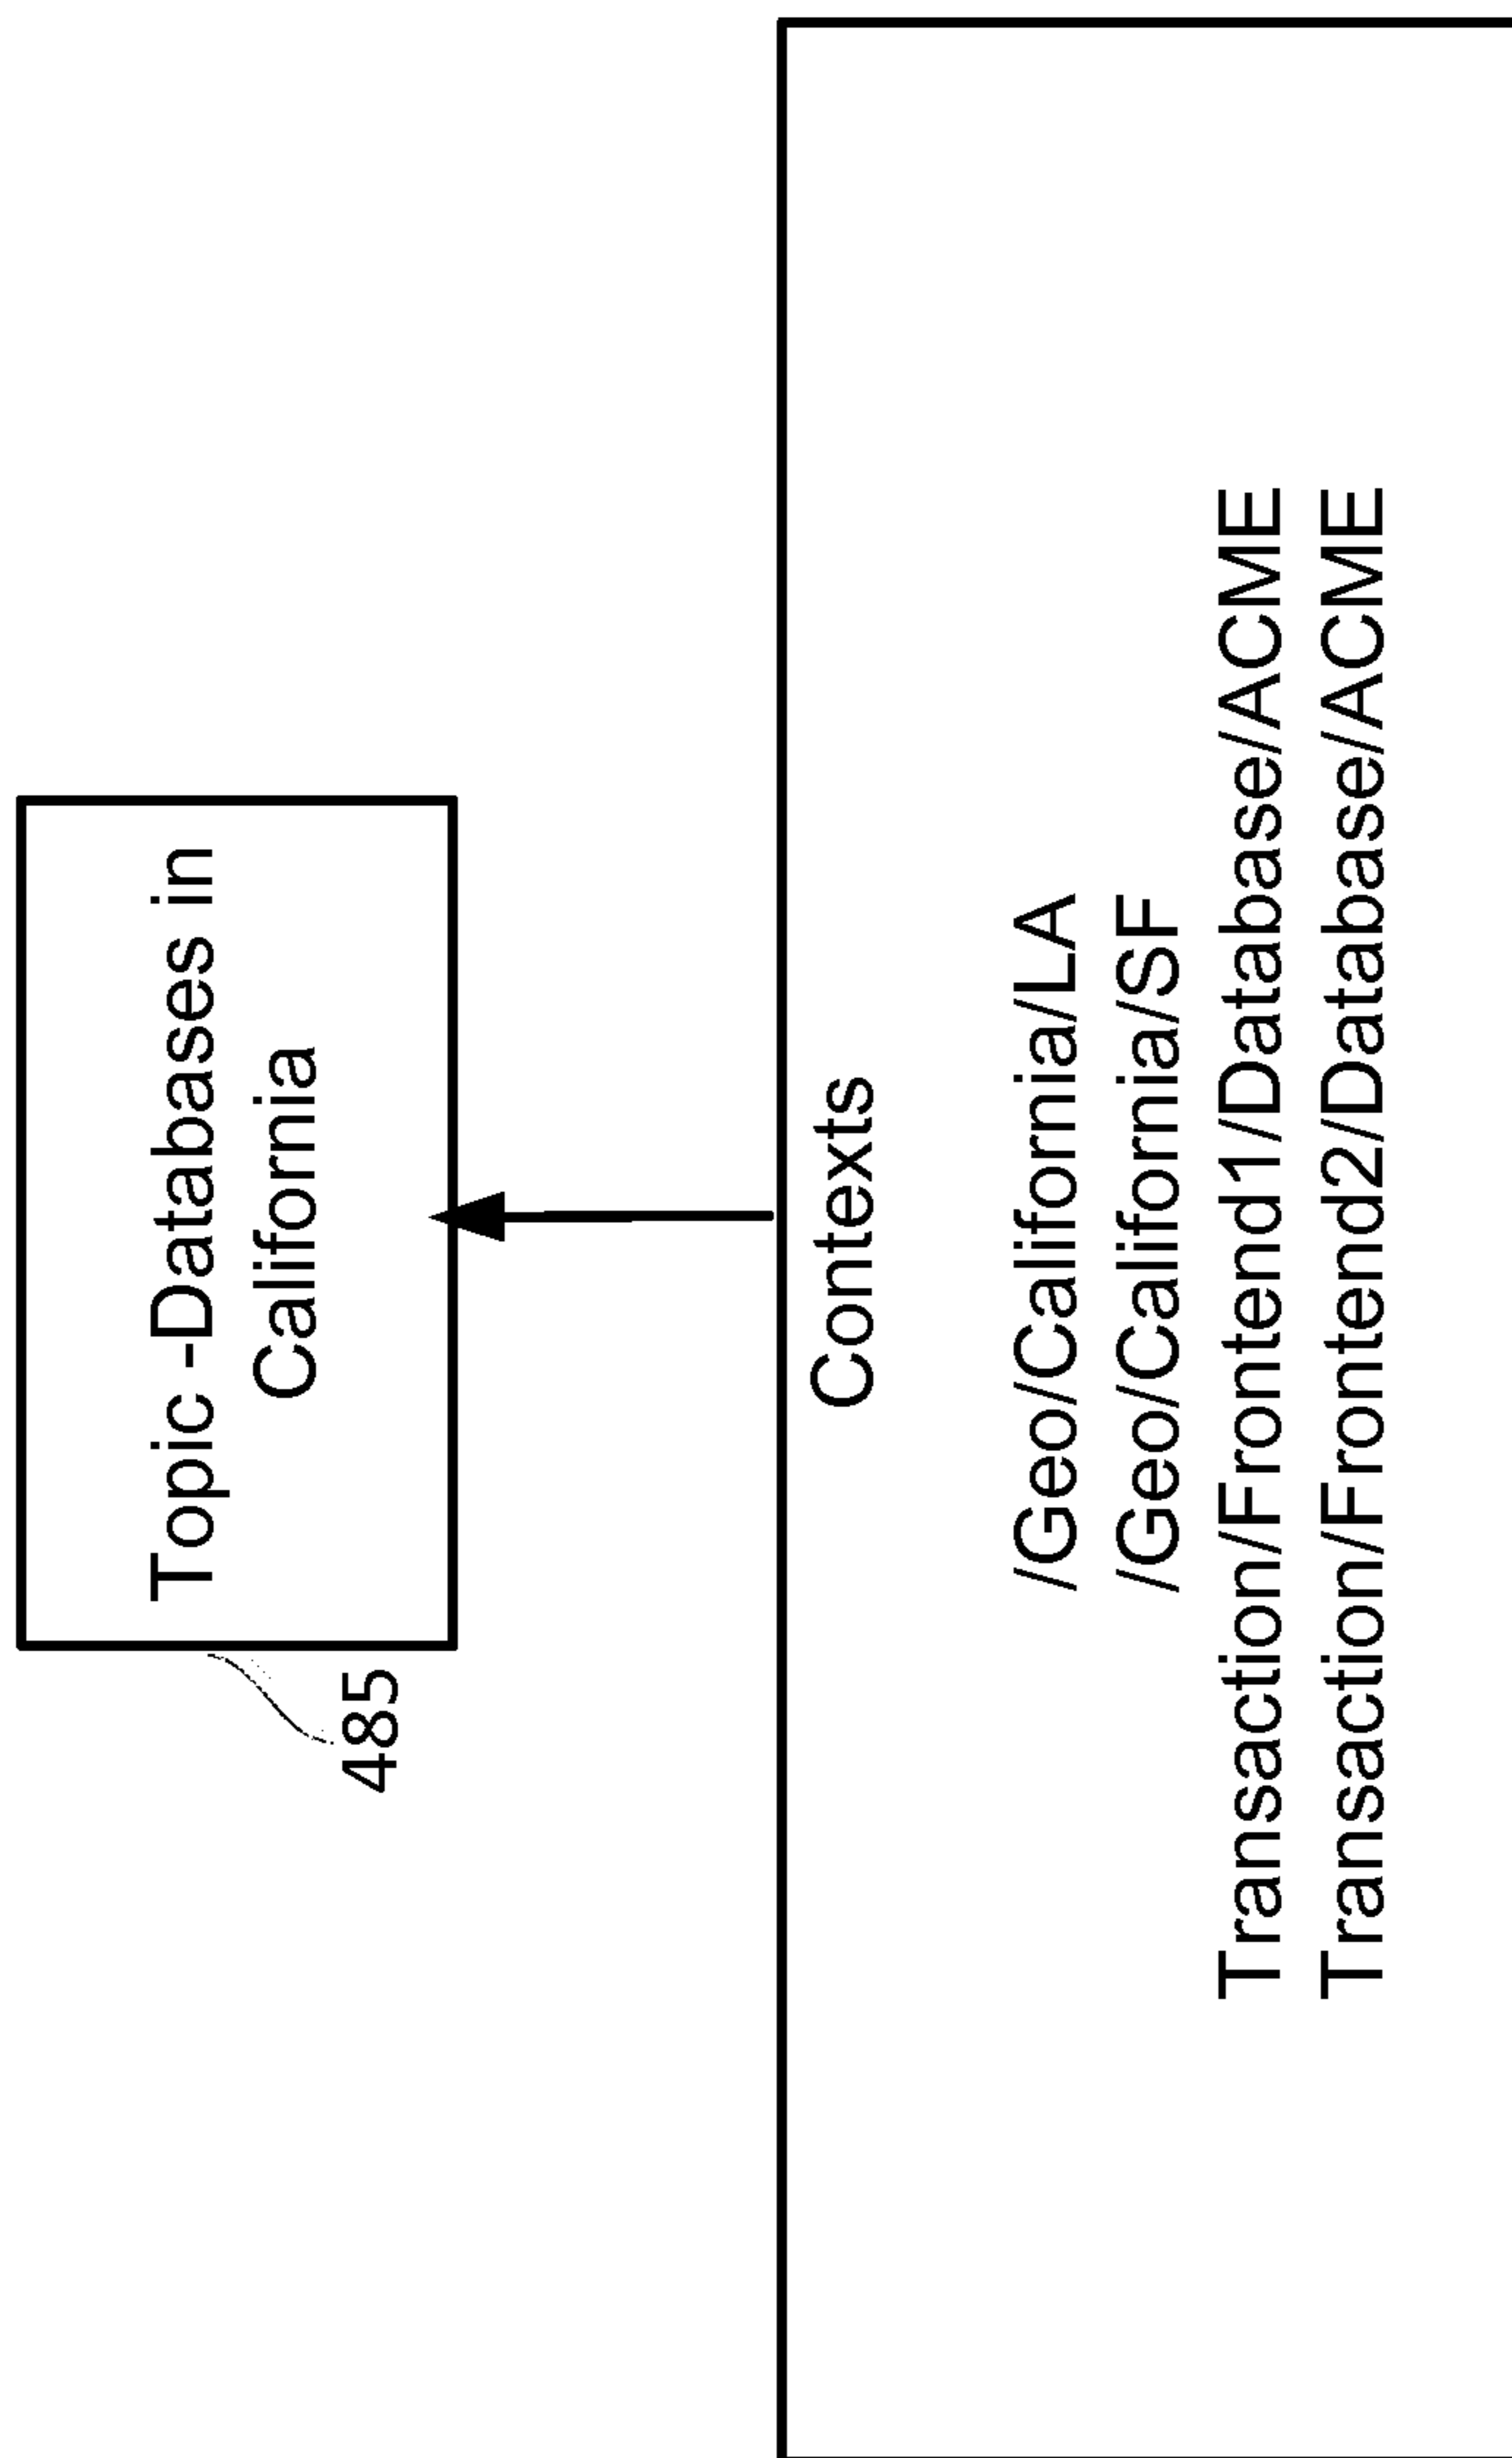 Topic -Databases in
California
485
Contexts
/Geo/California/LA
/Geo/California/SF
Transaction/Frontend1/Database/ACME
Transaction/Frontend2/Database/ACME